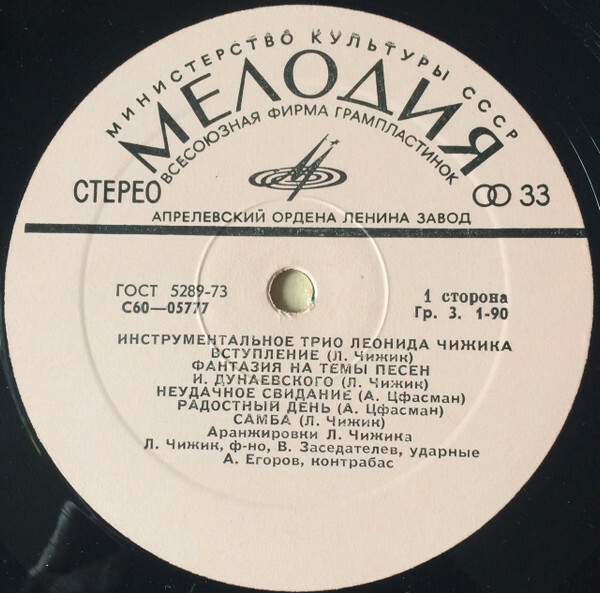 МИНИСТЕРСТВО КУЛЬТУРЫ СССР
МЕЛОДИЯ
ВСЕСОЮЗНАЯ ФИРМА ГРАМПЛАСТИНОК
СТЕРЕО
33
АПРЕЛЕВСКИЙ ОРДЕНА ЛЕНИНА ЗАВОД
ГОСТ 5289-73
С60—05777
1 сторона
Гр. 3. 1-90
ИНСТРУМЕНТАЛЬНОЕ ТРИО ЛЕОНИДА ЧИЖИКА
ВСТУПЛЕНИЕ (Л. Чижик)
ФАНТАЗИЯ НА ТЕМЫ ПЕСЕН
И. ДУНАЕВСКОГО (Л. Чижик)
НЕУДАЧНОЕ СВИДАНИЕ (А. Цфасман)
РАДОСТНЫЙ ДЕНЬ (А. Цфасман)
САМБА (Л. Чижик)
Аранжировки Л. Чижика
Л. Чижик, ф-но, В. Заседателев, ударные
А. Егоров, контрабас